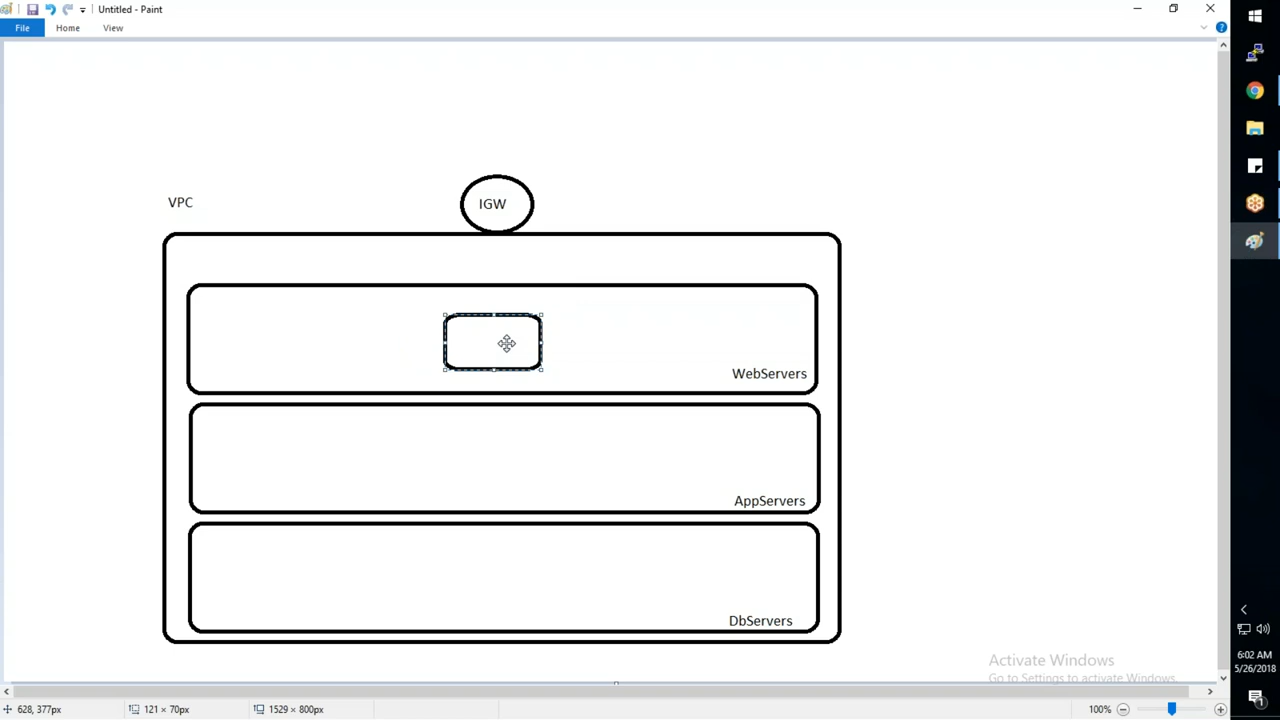 Untitled - Paint
File Home View
VPC
IGW
WebServers
AppServers
DbServers
Activate Windows
Go to Settings to activate Windows.
6:02 AM
5/26/2018
628, 377px
121 × 70px
1529 × 800px
100%